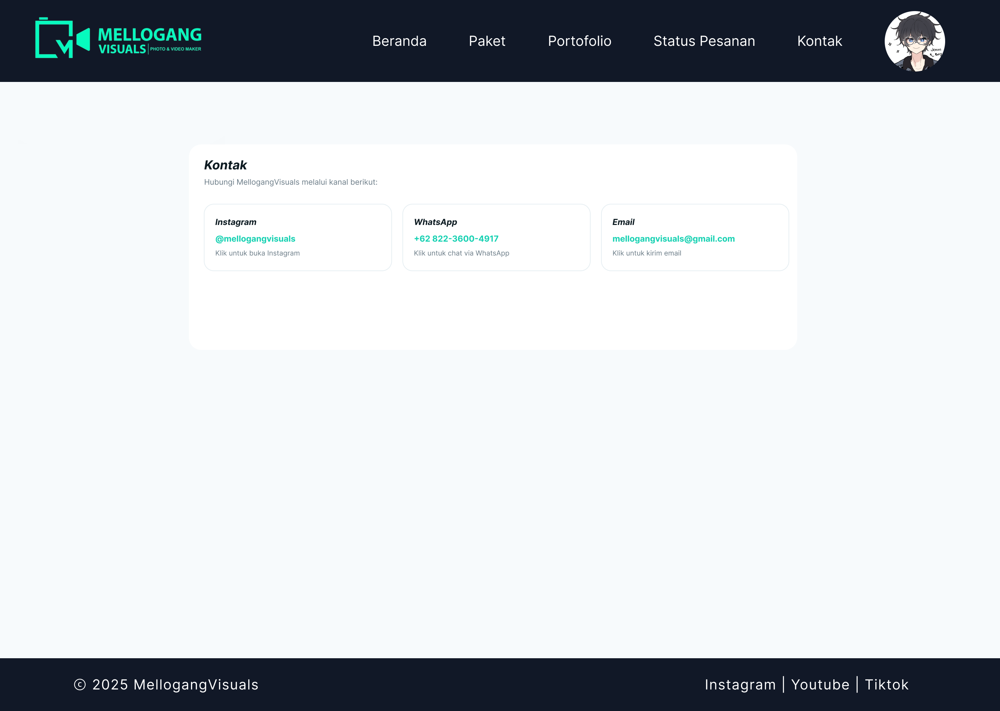 MELLOGANG
VISUALS | PHOTO & VIDEO MAKER
Beranda Paket Portofolio Status Pesanan Kontak
Jenius
Boy
Kontak
Hubungi MellogangVisuals melalui kanal berikut:
Instagram
@mellogangvisuals
Klik untuk buka Instagram
WhatsApp
+62 822-3600-4917
Klik untuk chat via WhatsApp
Email
mellogangvisuals@gmail.com
Klik untuk kirim email
© 2025 MellogangVisuals
Instagram | Youtube | Tiktok